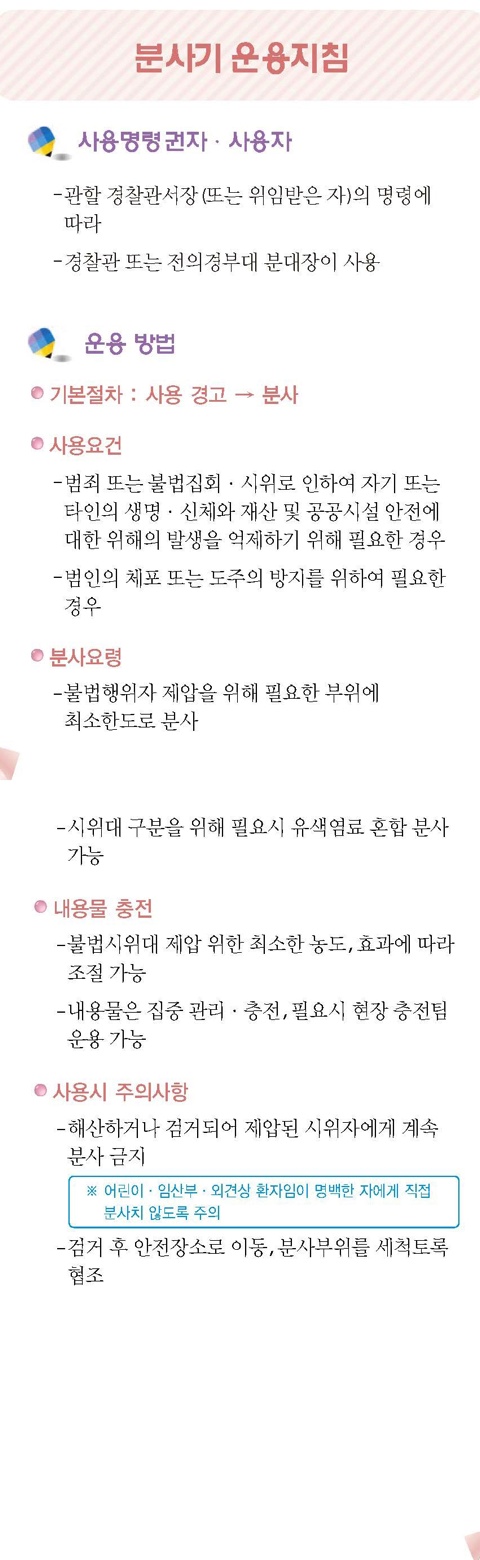 분사기 운용지침
사용명령권자 · 사용자
-관할 경찰관서장(또는 위임받은 자)의 명령에
따라
-경찰관 또는 전의경부대 분대장이 사용
운용 방법
기본절차 : 사용 경고 → 분사
사용요건
-범죄 또는 불법집회 · 시위로 인하여 자기 또는
타인의 생명 · 신체와 재산 및 공공시설 안전에
대한 위해의 발생을 억제하기 위해 필요한 경우
-범인의 체포 또는 도주의 방지를 위하여 필요한
경우
분사요령
-불법행위자 제압을 위해 필요한 부위에
최소한도로 분사
-시위대 구분을 위해 필요시 유색염료 혼합 분사
가능
내용물 충전
-불법시위대 제압 위한 최소한 농도,효과에 따라
조절 가능
-내용물은 집중 관리 · 충전,필요시 현장 충전팀
운용 가능
사용시 주의사항
-해산하거나 검거되어 제압된 시위자에게 계속
분사 금지
※ 어린이 · 임산부 · 외견상 환자임이 명백한 자에게 직접
분사치 않도록 주의
-검거 후 안전장소로 이동,분사부위를 세척토록
협조